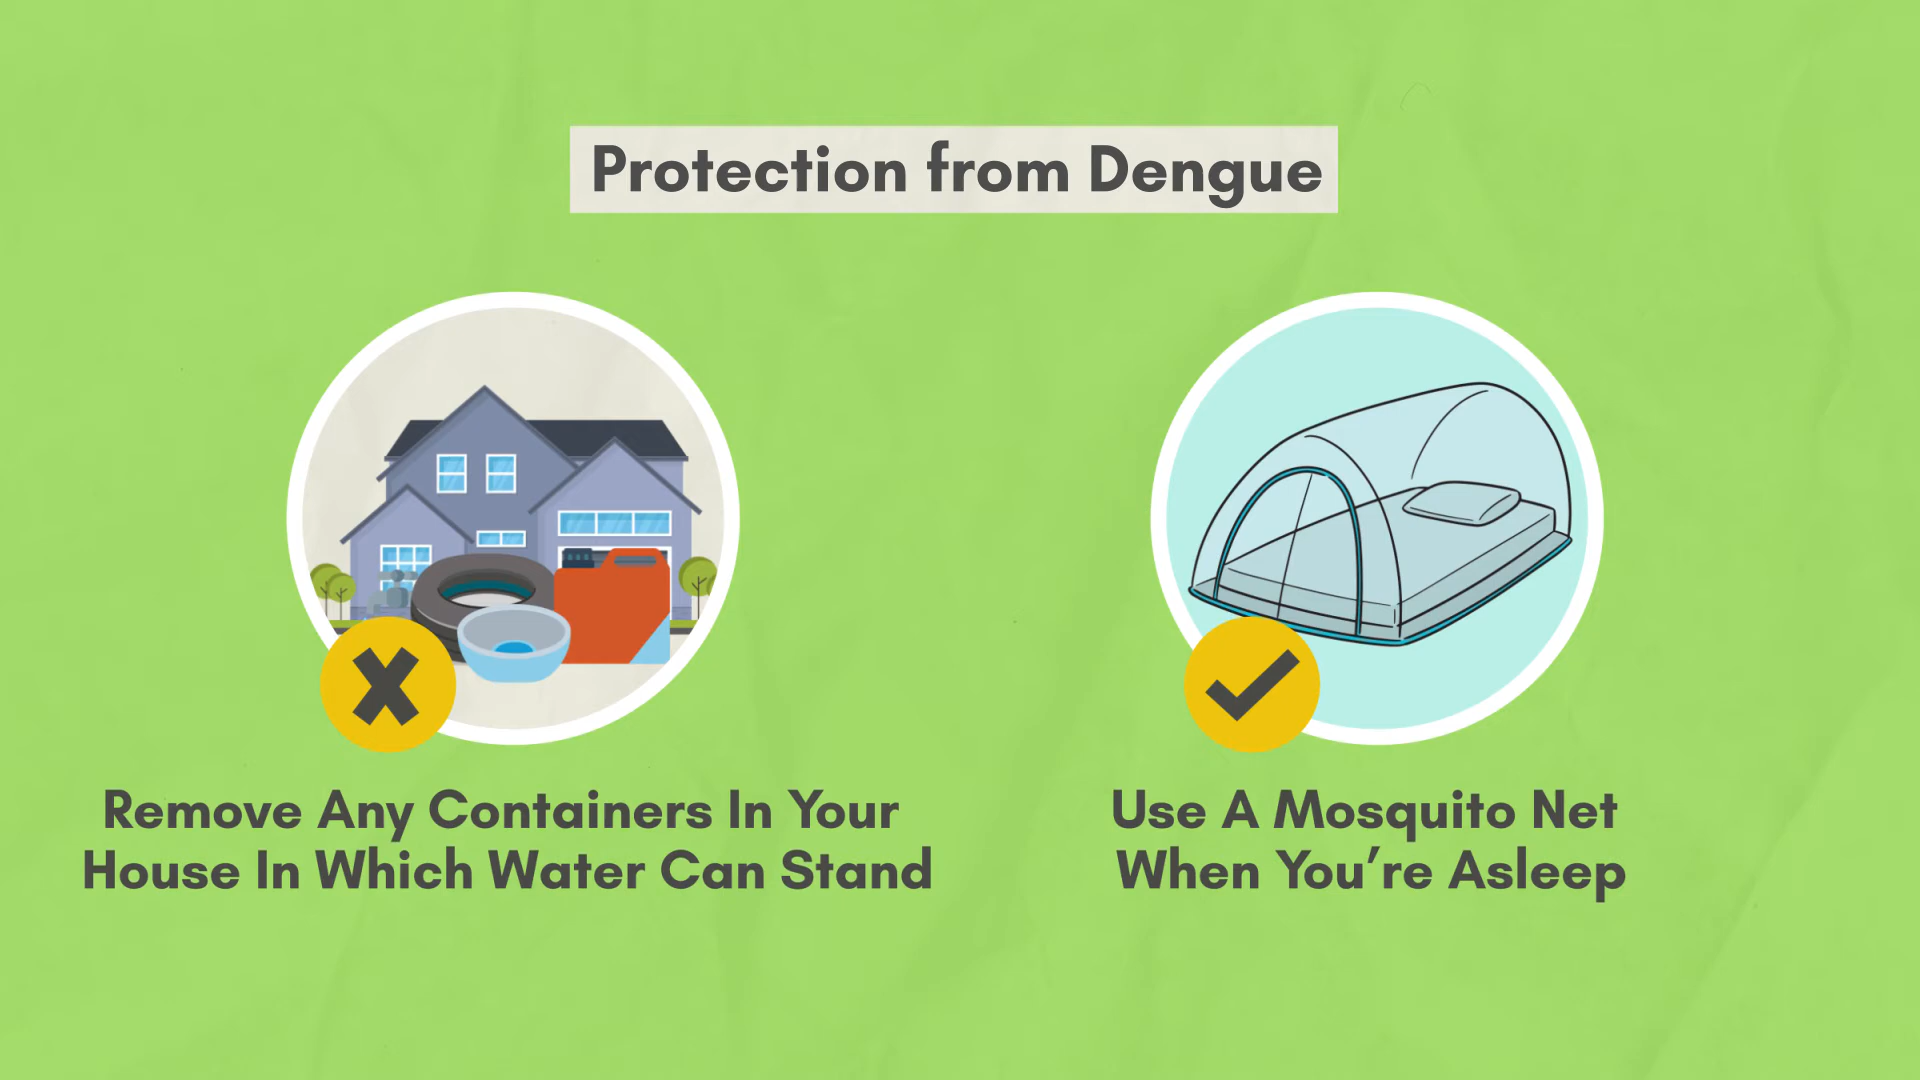 Protection from Dengue
Remove Any Containers In Your
House In Which Water Can Stand
Use A Mosquito Net
When You’re Asleep